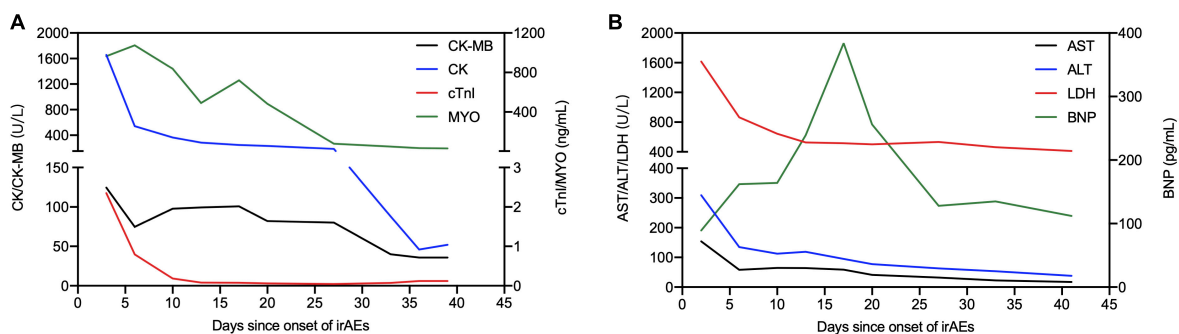 A
CK/CK-MB (U/L)
2000
1600
1200
800
400
150
100
50
0
CK-MB
CK
cTnI
MYO
1200
800
400
3
2
1
0
cTnI/MYO (ng/mL)
0 5 10 15 20 25 30 35 40 45
Days since onset of irAEs
B
AST/ALT/LDH (U/L)
2000
1600
1200
800
400
400
300
200
100
0
AST
ALT
LDH
BNP
400
300
200
100
0
BNP (pg/mL)
0 5 10 15 20 25 30 35 40 45
Days since onset of irAEs